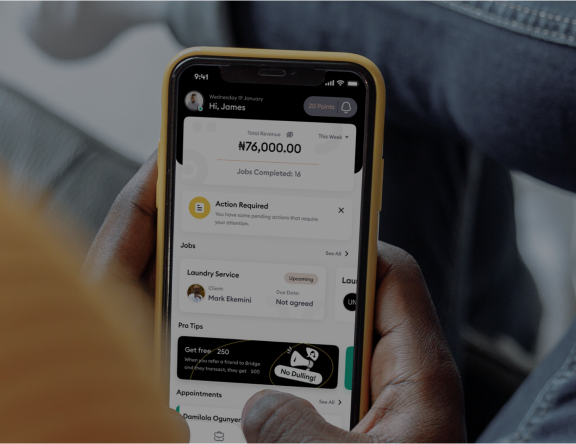 9:41
Wednesday 19 January
Hi, James
20 Points
Total Revenue
This Week
₦76,000.00
Jobs Completed: 16
Action Required
You have some pending actions that require
your attention.
Jobs
See All
Laundry Service
Upcoming
Lau
Client:
Mark Ekemini
Due Date:
Not agreed
UN
Pro Tips
Get free 250
When you refer a friend to Bridge
and they transact, they get 500
No Dulling!
Appointments
See All
Damilola Ogunyer